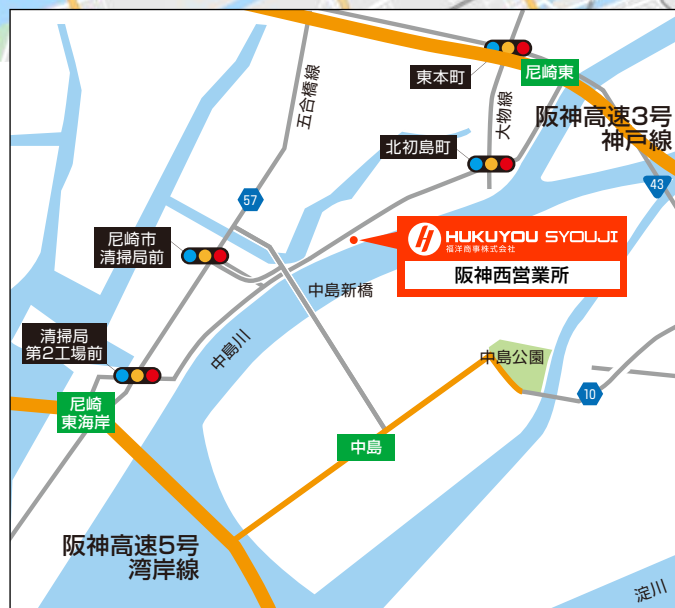 東本町
尼崎東
五合橋線
大物線
阪神高速3号
神戸線
北初島町
43
57
HUKUYOU SYOUJI
福洋商事株式会社
阪神西営業所
尼崎市
清掃局前
中島新橋
中島川
清掃局
第2工場前
中島公園
10
尼崎
東海岸
中島
阪神高速5号
湾岸線
淀川